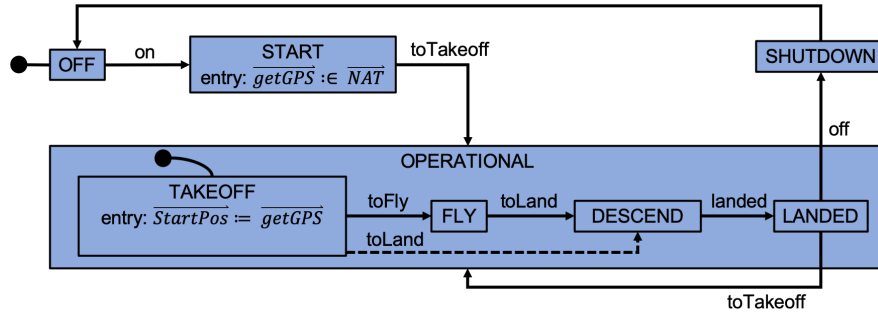 OFF
on
START
entry: getGPS :∈ NAT
toTakeoff
SHUTDOWN
off
OPERATIONAL
TAKEOFF
entry: StartPos ≔ getGPS
toFly
FLY
toLand
DESCEND
landed
LANDED
toLand
toTakeoff